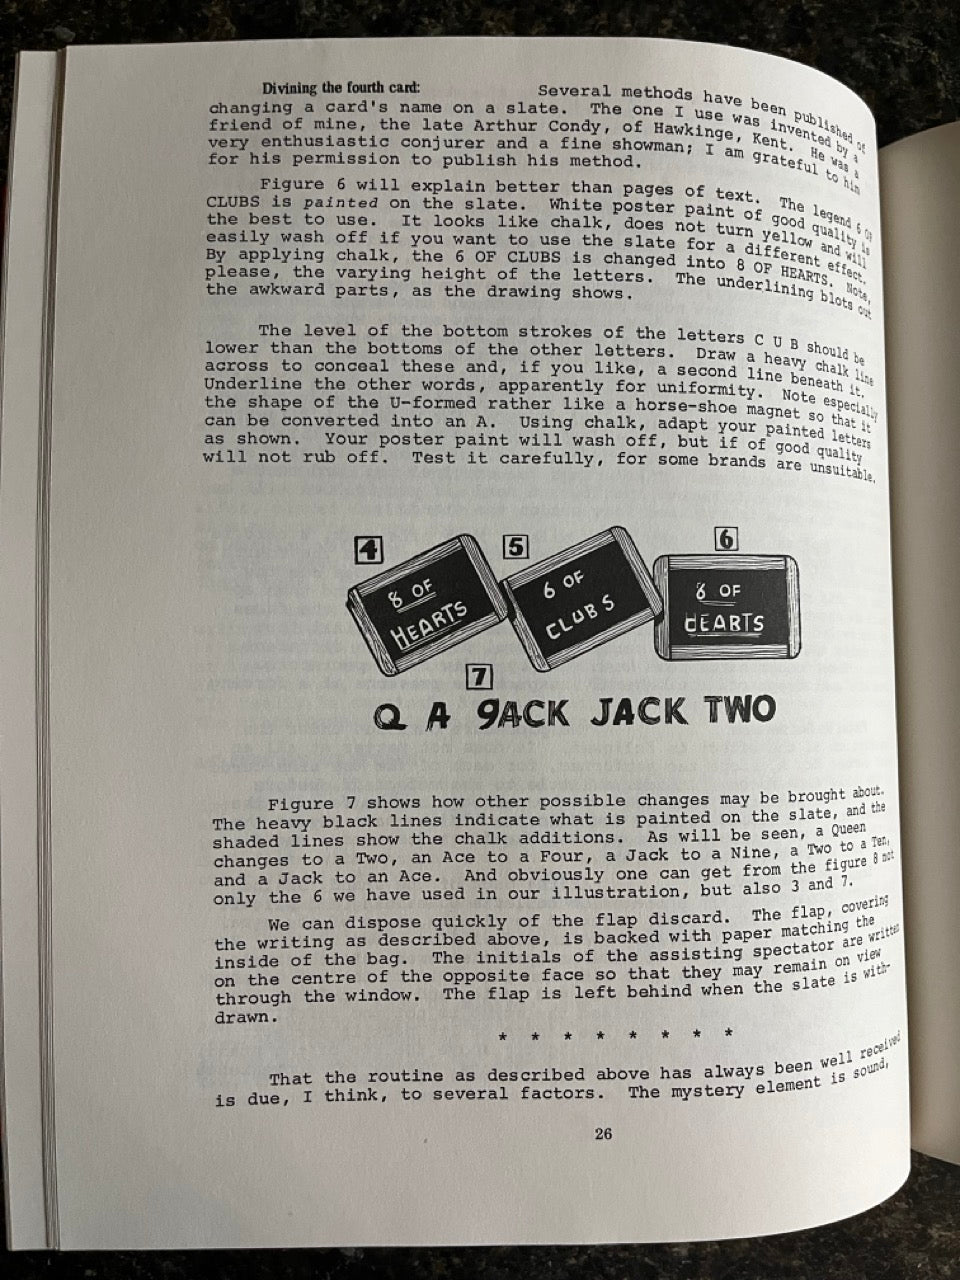 Divining the fourth card: Several methods have been published of
changing a card's name on a slate. The one I use was invented by a
friend of mine, the late Arthur Condy, of Hawkinge, Kent. He was a
very enthusiastic conjurer and a fine showman; I am grateful to him
for his permission to publish his method.
Figure 6 will explain better than pages of text. The legend 6 OF
CLUBS is painted on the slate. White poster paint of good quality is
the best to use. It looks like chalk, does not turn yellow and will
easily wash off if you want to use the slate for a different effect.
By applying chalk, the 6 OF CLUBS is changed into 8 OF HEARTS. Note,
please, the varying height of the letters. The underlining blots out
the awkward parts, as the drawing shows.
The level of the bottom strokes of the letters C U B should be
lower than the bottoms of the other letters. Draw a heavy chalk line
across to conceal these and, if you like, a second line beneath it.
Underline the other words, apparently for uniformity. Note especially
the shape of the U-formed rather like a horse-shoe magnet so that it
can be converted into an A. Using chalk, adapt your painted letters
as shown. Your poster paint will wash off, but if of good quality
will not rub off. Test it carefully, for some brands are unsuitable.
4 5 6
8 OF
HEARTS
6 OF
CLUBS
8 OF
HEARTS
7
Q A 9ACK JACK TWO
Figure 7 shows how other possible changes may be brought about.
The heavy black lines indicate what is painted on the slate, and the
shaded lines show the chalk additions. As will be seen, a Queen
changes to a Two, an Ace to a Four, a Jack to a Nine, a Two to a Ten,
and a Jack to an Ace. And obviously one can get from the figure 8 not
only the 6 we have used in our illustration, but also 3 and 7.
We can dispose quickly of the flap discard. The flap, covering
the writing as described above, is backed with paper matching the
inside of the bag. The initials of the assisting spectator are written
on the centre of the opposite face so that they may remain on view
through the window. The flap is left behind when the slate is with-
drawn.
* * * * * * * *
That the routine as described above has always been well received
is due, I think, to several factors. The mystery element is sound,
26